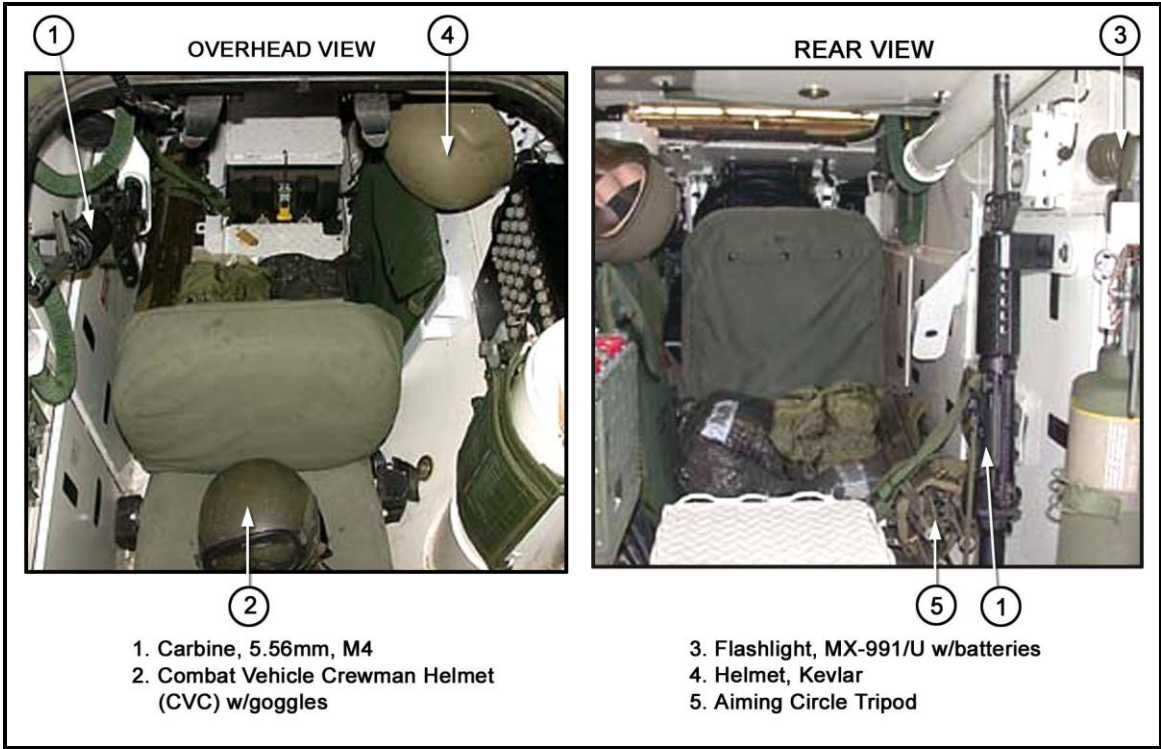 1
OVERHEAD VIEW
4
REAR VIEW
3
2
5
1
1. Carbine, 5.56mm, M4
2. Combat Vehicle Crewman Helmet
(CVC) w/goggles
3. Flashlight, MX-991/U w/batteries
4. Helmet, Kevlar
5. Aiming Circle Tripod